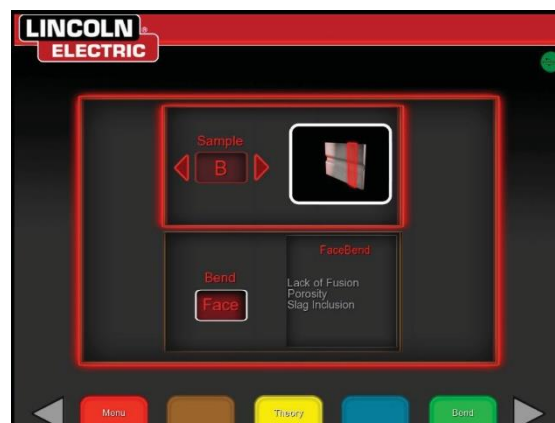 LINCOLN
ELECTRIC
Sample
B
FaceBend
Bend
Face
Lack of Fusion
Porosity
Slag Inclusion
Menu
Theory
Bend